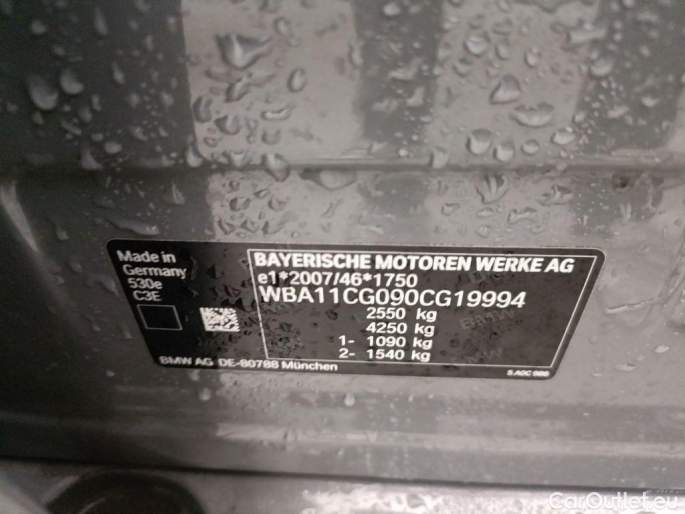 Made in
Germany
530e
C3E
BMW AG DE-80788 München
BAYERISCHE MOTOREN WERKE AG
e1*2007/46*1750
WBA11CG090CG19994
2550 kg
4250 kg
1- 1090 kg
2- 1540 kg
CarOutlet.eu